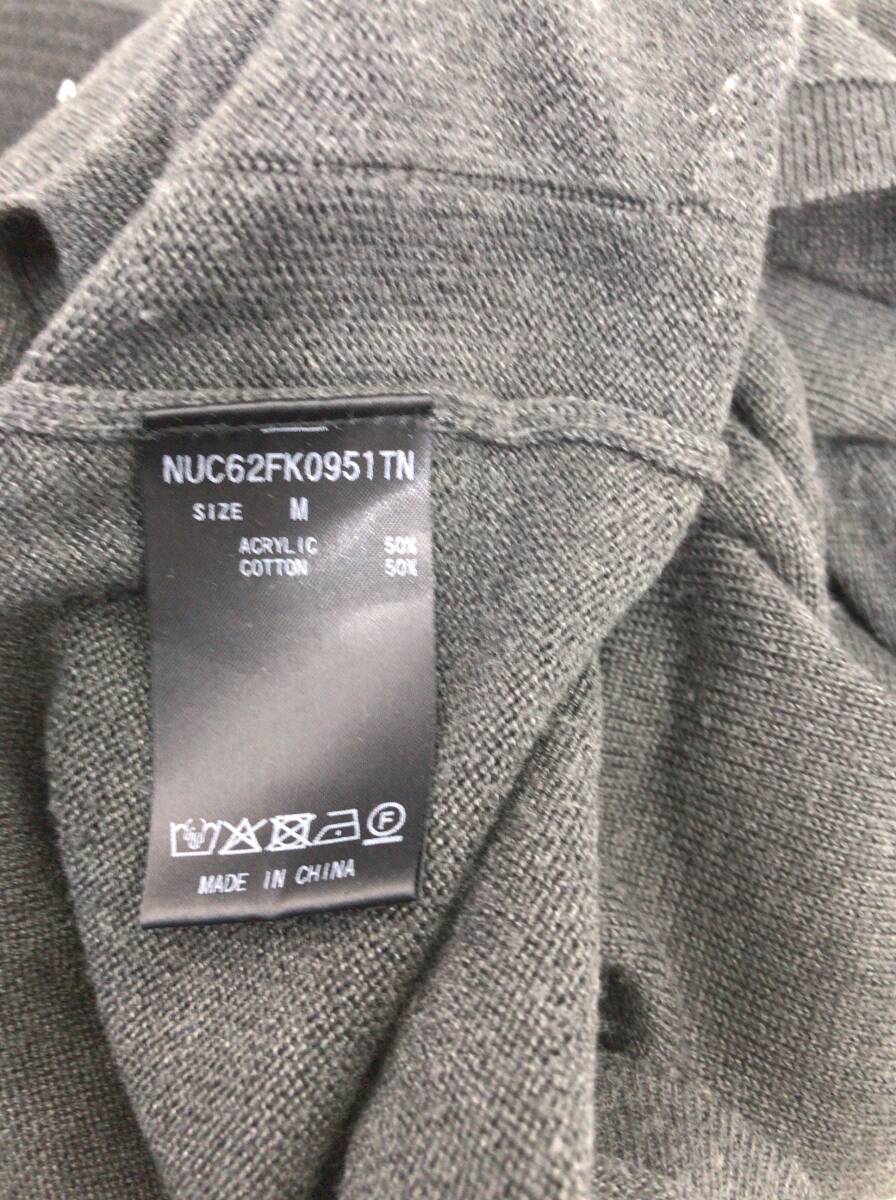 NUC62FK0951TN
SIZE M
ACRYLIC 50%
COTTON 50%
F
MADE IN CHINA